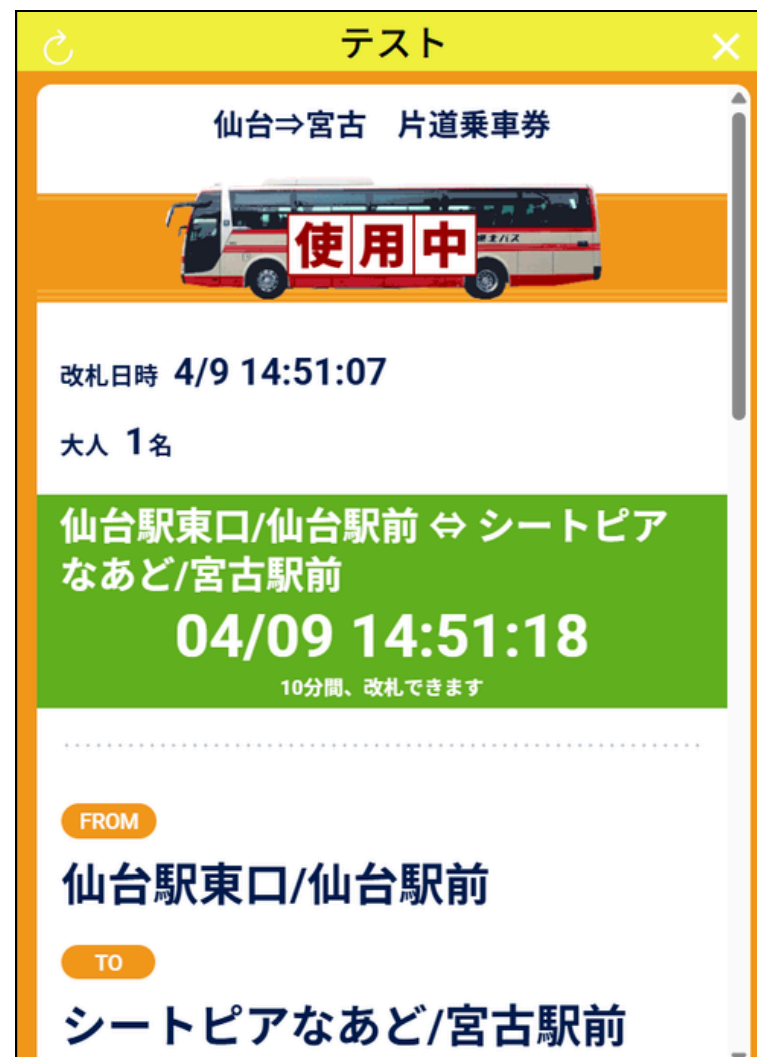 テスト
仙台⇒宮古　片道乗車券
使用中
改札日時 4/9 14:51:07
大人 1名
仙台駅東口/仙台駅前 ⇔ シートピア
なあど/宮古駅前
04/09 14:51:18
10分間、改札できます
FROM
仙台駅東口/仙台駅前
TO
シートピアなあど/宮古駅前